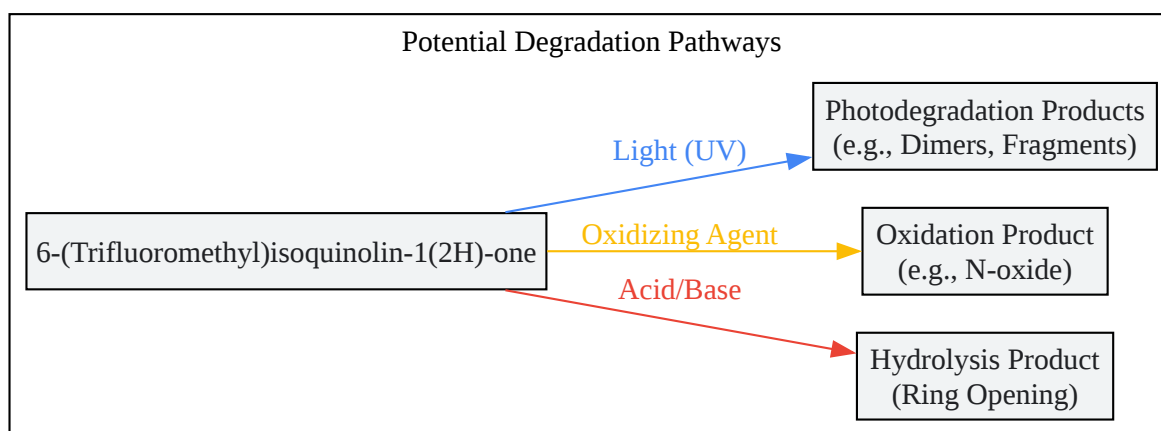 Potential Degradation Pathways
Photodegradation Products
(e.g., Dimers, Fragments)
Light (UV)
6-(Trifluoromethyl)isoquinolin-1(2H)-one
Oxidizing Agent
Oxidation Product
(e.g., N-oxide)
Acid/Base
Hydrolysis Product
(Ring Opening)